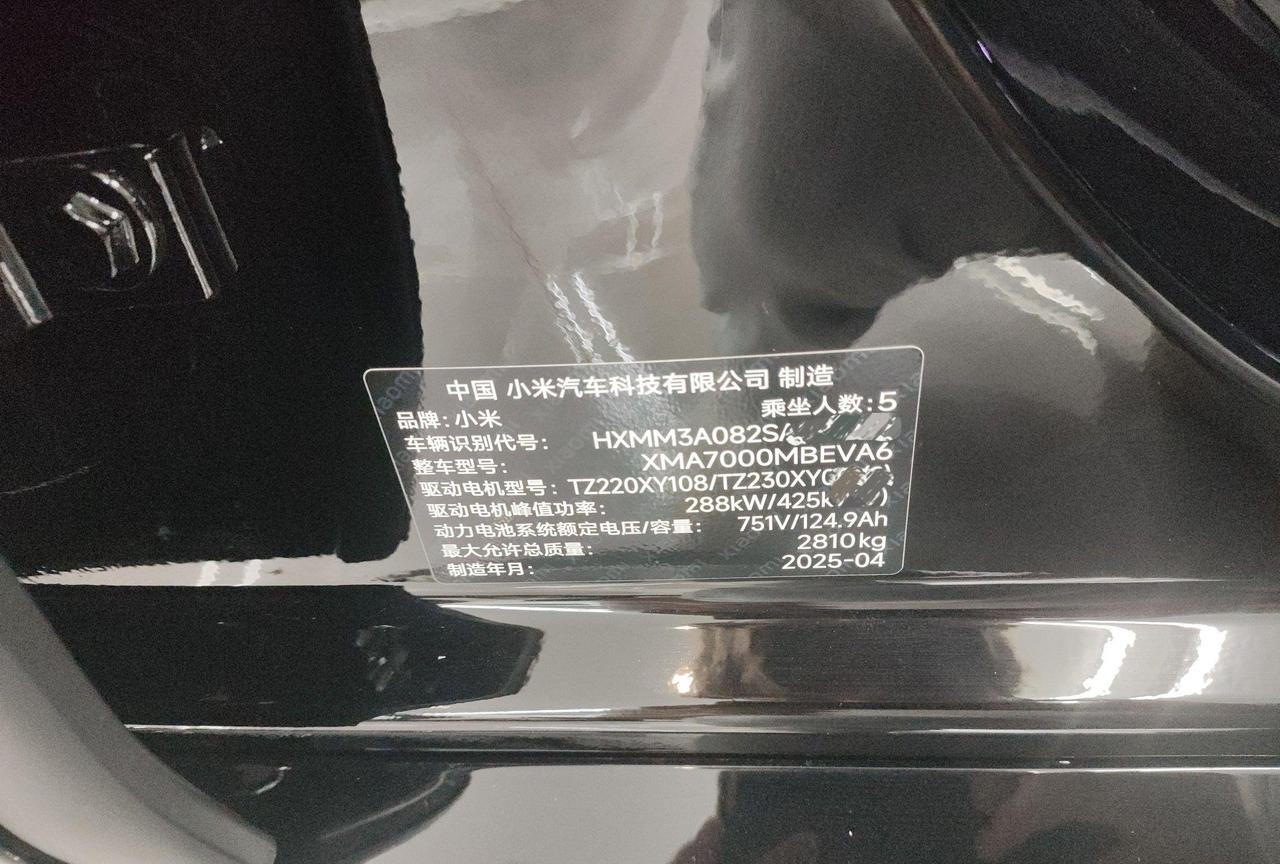 中国 小米汽车科技有限公司 制造
品牌: 小米 乘坐人数: 5
车辆识别代号: HXMM3A082SA
整车型号: XMA7000MBEVA6
驱动电机型号: TZ220XY108/TZ230XY
驱动电机峰值功率: 288kW/425k
动力电池系统额定电压/容量: 751V/124.9Ah
最大允许总质量: 2810kg
制造年月: 2025-04